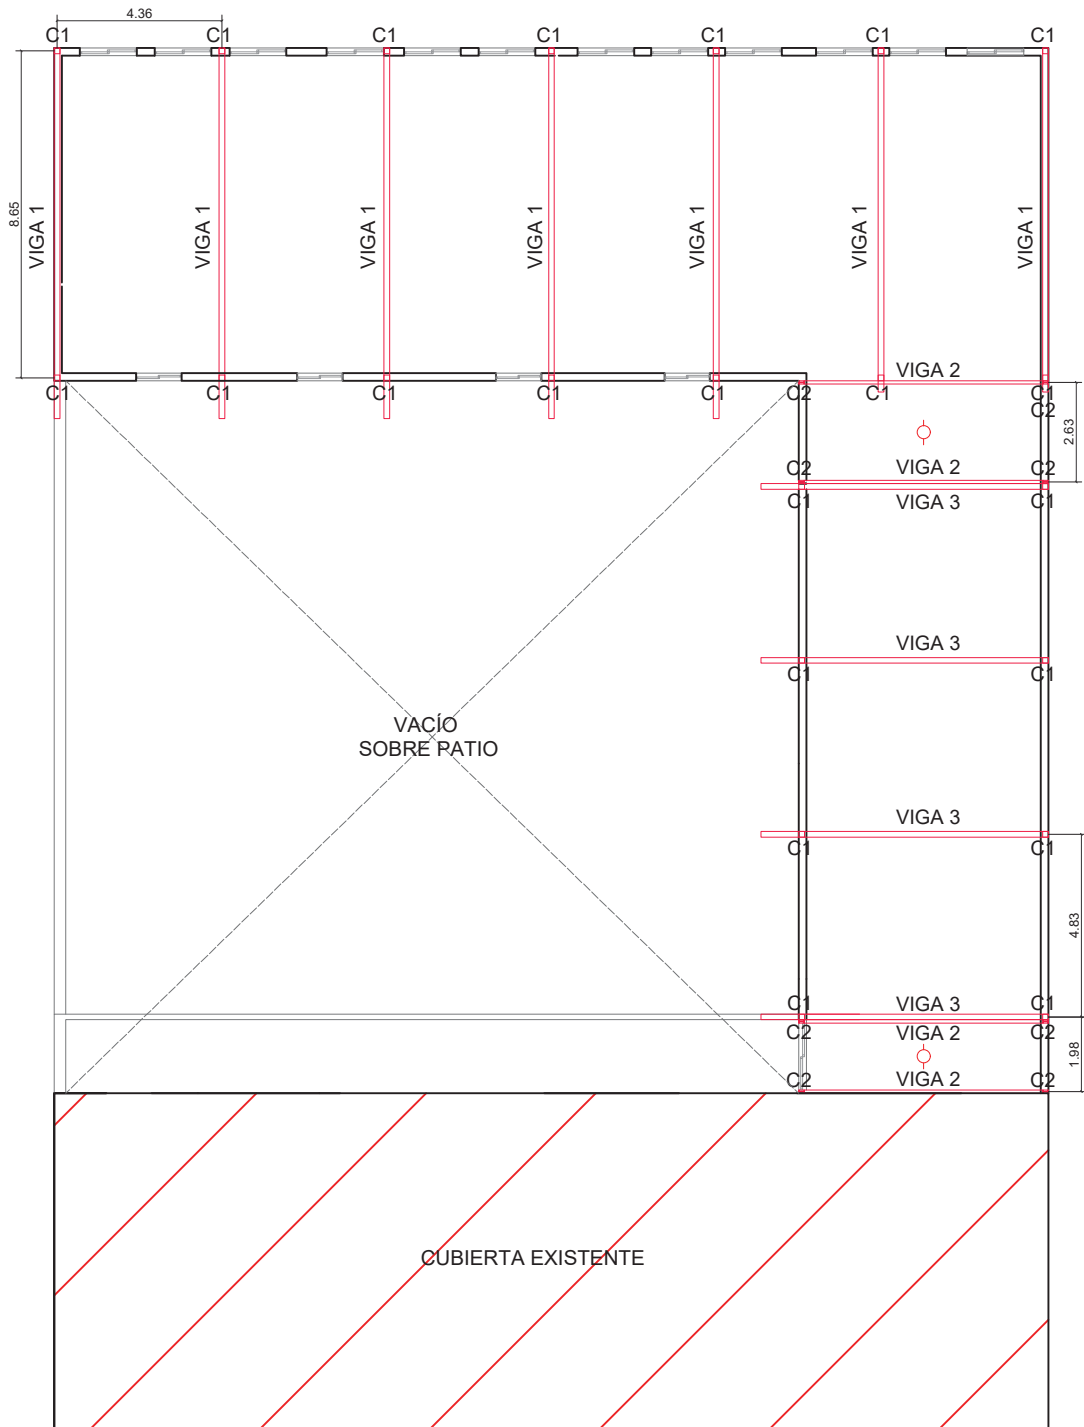 4.36
C1 C1 C1 C1 C1 C1 C1
8.65
VIGA 1 VIGA 1 VIGA 1 VIGA 1 VIGA 1 VIGA 1 VIGA 1
VIGA 2
C1 C1 C1 C1 C1 C2 C1 C1
C2
2.63
C2 VIGA 2 C2
C1 VIGA 3 C1
VIGA 3
C1 C1
VACÍO
SOBRE PATIO
VIGA 3
C1 C1
4.83
C1 VIGA 3 C1
C2 VIGA 2 C2
1.98
C2 VIGA 2 C2
CUBIERTA EXISTENTE